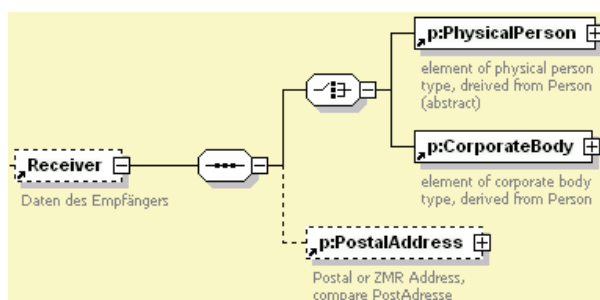 p:PhysicalPerson
element of physical person
type, dreived from Person
(abstract)
p:CorporateBody
element of corporate body
type, derived from Person
Receiver
Daten des Empfängers
p:PostalAddress
Postal or ZMR Address,
compare PostAdresse